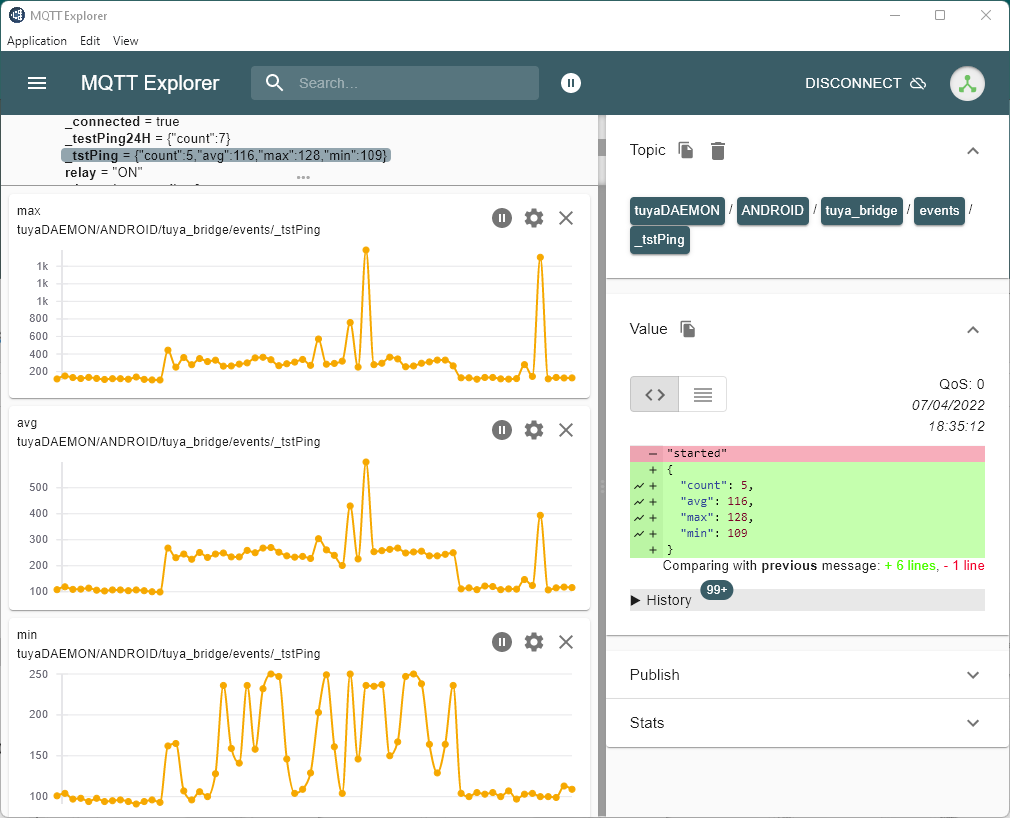 MQTT Explorer
Application Edit View
MQTT Explorer Search... DISCONNECT
_connected = true
_testPing24H = {"count":7}
_tstPing = {"count":5,"avg":116,"max":128,"min":109}
relay = "ON"
max
tuyaDAEMON/ANDROID/tuya_bridge/events/_tstPing
1k
1k
1k
800
600
400
200
avg
tuyaDAEMON/ANDROID/tuya_bridge/events/_tstPing
500
400
300
200
100
min
tuyaDAEMON/ANDROID/tuya_bridge/events/_tstPing
250
200
150
100
Topic
tuyaDAEMON / ANDROID / tuya_bridge / events /
_tstPing
Value
QoS: 0
07/04/2022
18:35:12
- "started"
+ {
+ "count": 5,
+ "avg": 116,
+ "max": 128,
+ "min": 109
+ }
Comparing with previous message: + 6 lines, - 1 line
History 99+
Publish
Stats